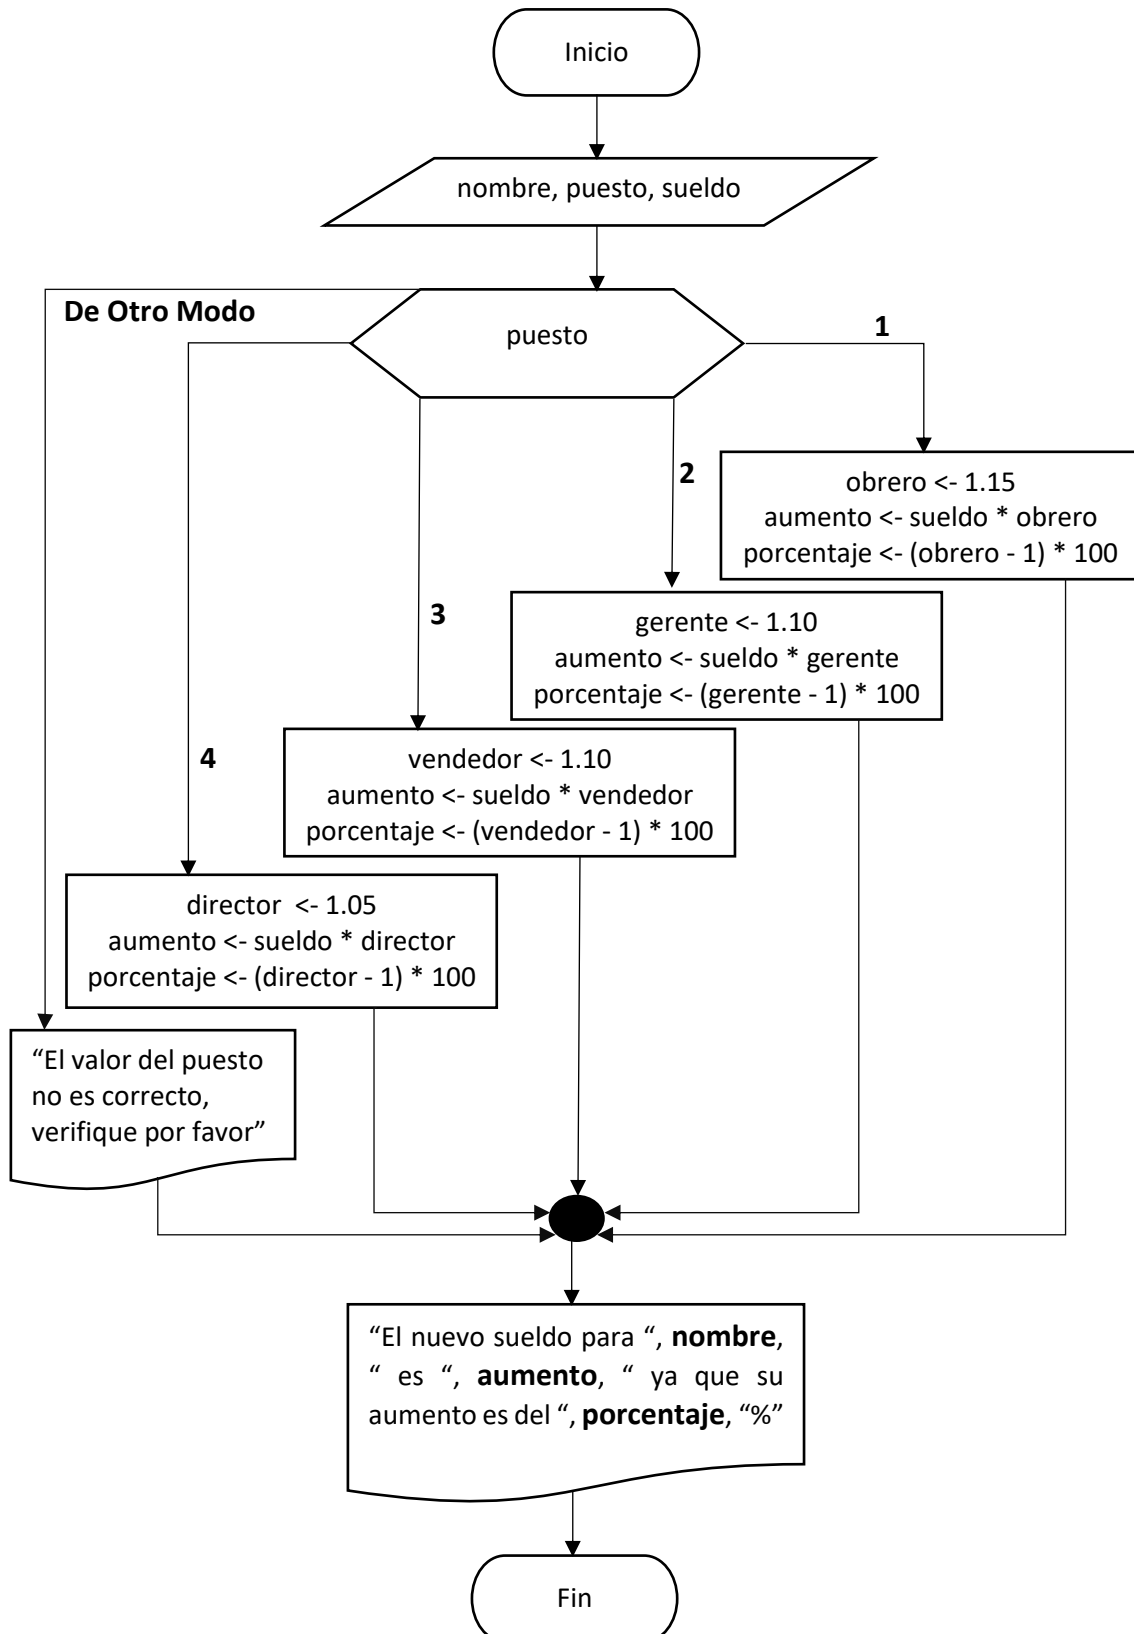 Inicio
nombre, puesto, sueldo
De Otro Modo
puesto
1
2
obrero <- 1.15
aumento <- sueldo * obrero
porcentaje <- (obrero - 1) * 100
3
gerente <- 1.10
aumento <- sueldo * gerente
porcentaje <- (gerente - 1) * 100
4
vendedor <- 1.10
aumento <- sueldo * vendedor
porcentaje <- (vendedor - 1) * 100
director <- 1.05
aumento <- sueldo * director
porcentaje <- (director - 1) * 100
“El valor del puesto
no es correcto,
verifique por favor”
“El nuevo sueldo para “, nombre,
“ es “, aumento, “ ya que su
aumento es del “, porcentaje, “%”
Fin